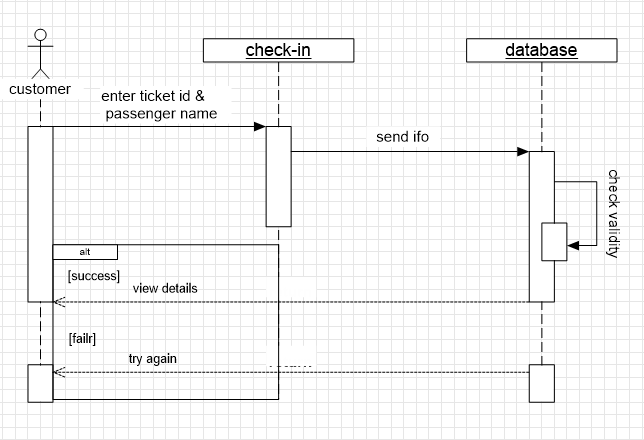 check-in
database
customer
enter ticket id &
passenger name
send ifo
check validity
alt
[success]
view details
[failr]
try again